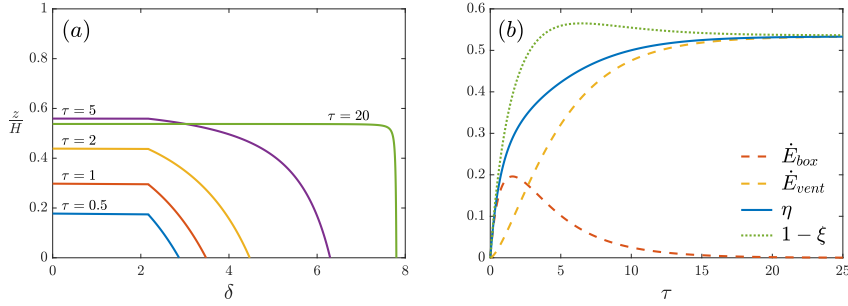 (a)
1
0.8
0.6
z/H
0.4
0.2
0
τ = 5
τ = 20
τ = 2
τ = 1
τ = 0.5
0 2 4 6 8
δ
(b)
0.6
0.5
0.4
0.3
0.2
0.1
0
Ė_box
Ė_vent
η
1 − ξ
0 5 10 15 20 25
τ